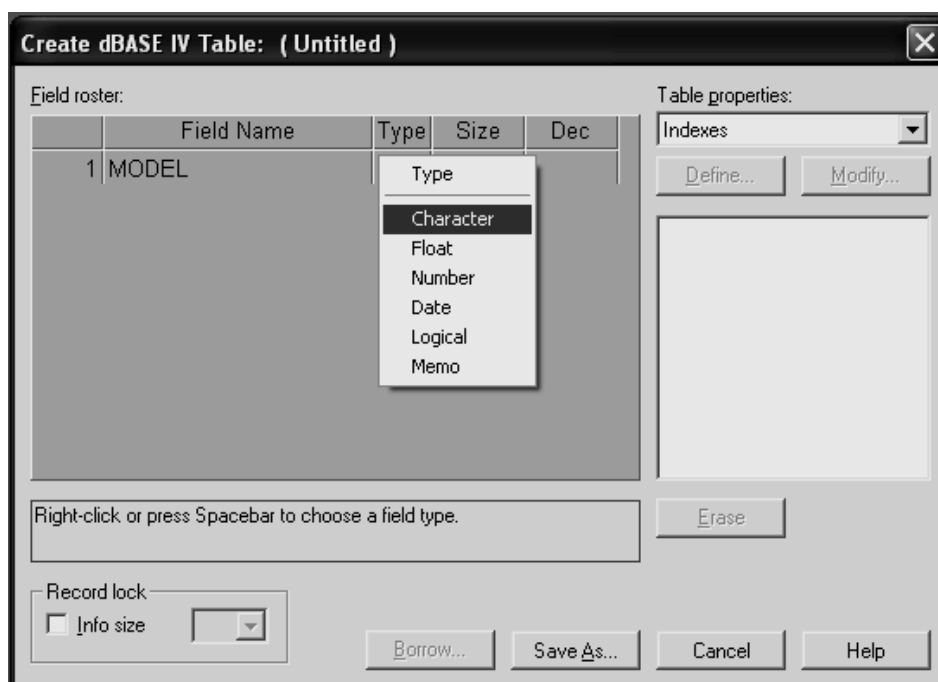 Create dBASE IV Table: ( Untitled )
Field roster:
Field Name Type Size Dec
1 MODEL
Type
Character
Float
Number
Date
Logical
Memo
Table properties:
Indexes
Define... Modify...
Right-click or press Spacebar to choose a field type.
Erase
Record lock
Info size
Borrow... Save As... Cancel Help